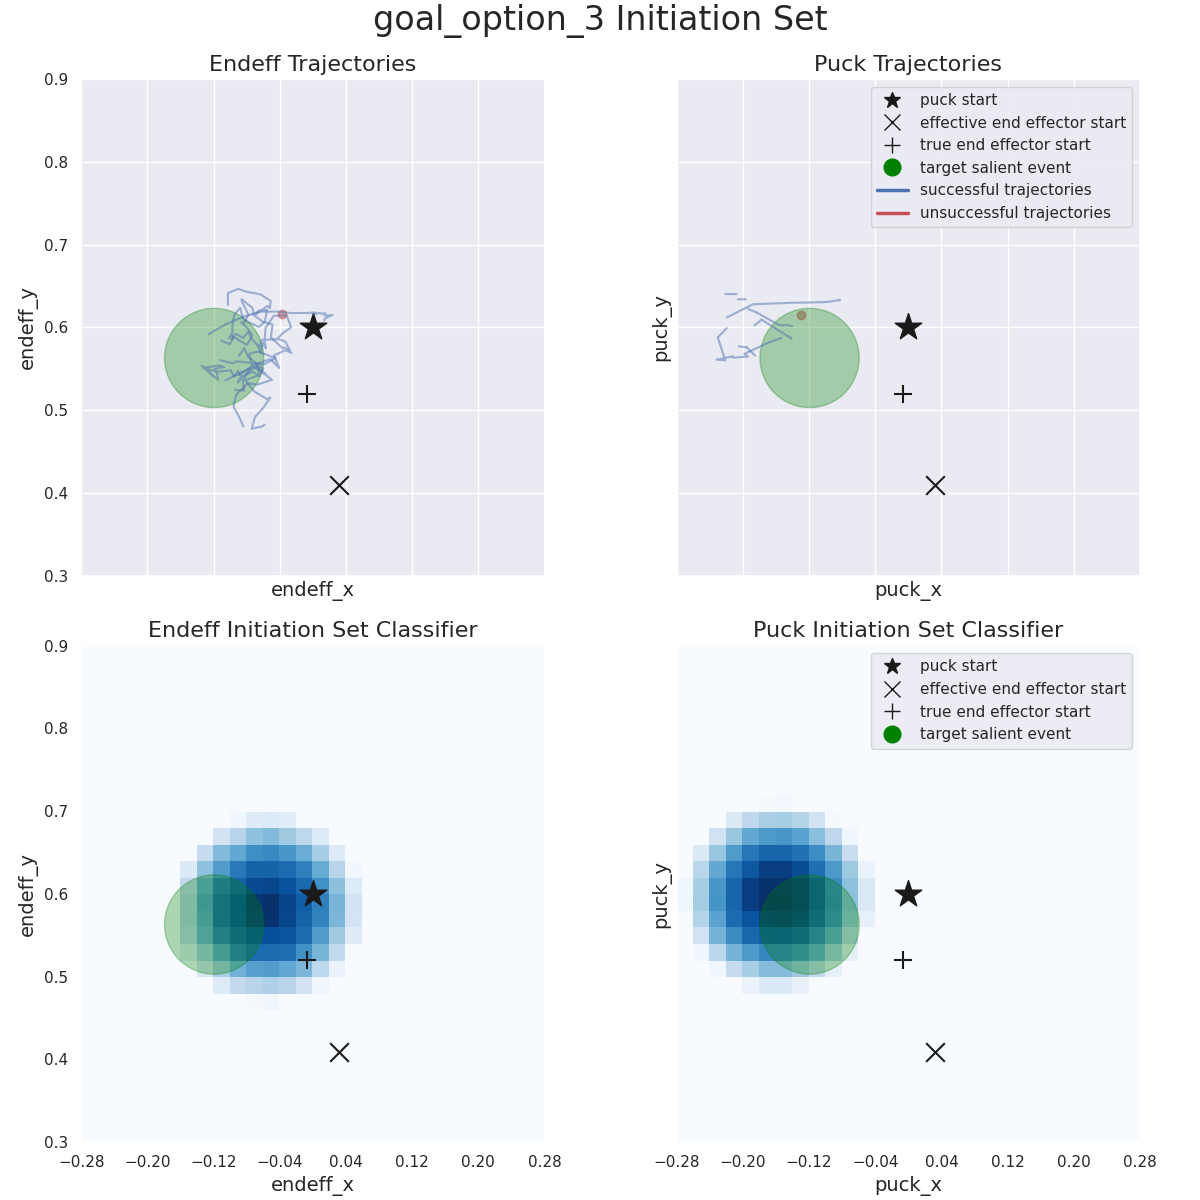 goal_option_3 Initiation Set
Endeff Trajectories
0.9
0.8
0.7
0.6
0.5
0.4
0.3
endeff_y
endeff_x
Puck Trajectories
puck start
effective end effector start
true end effector start
target salient event
successful trajectories
unsuccessful trajectories
puck_y
puck_x
Endeff Initiation Set Classifier
0.9
0.8
0.7
0.6
0.5
0.4
0.3
endeff_y
−0.28 −0.20 −0.12 −0.04 0.04 0.12 0.20 0.28
endeff_x
Puck Initiation Set Classifier
puck start
effective end effector start
true end effector start
target salient event
puck_y
−0.28 −0.20 −0.12 −0.04 0.04 0.12 0.20 0.28
puck_x